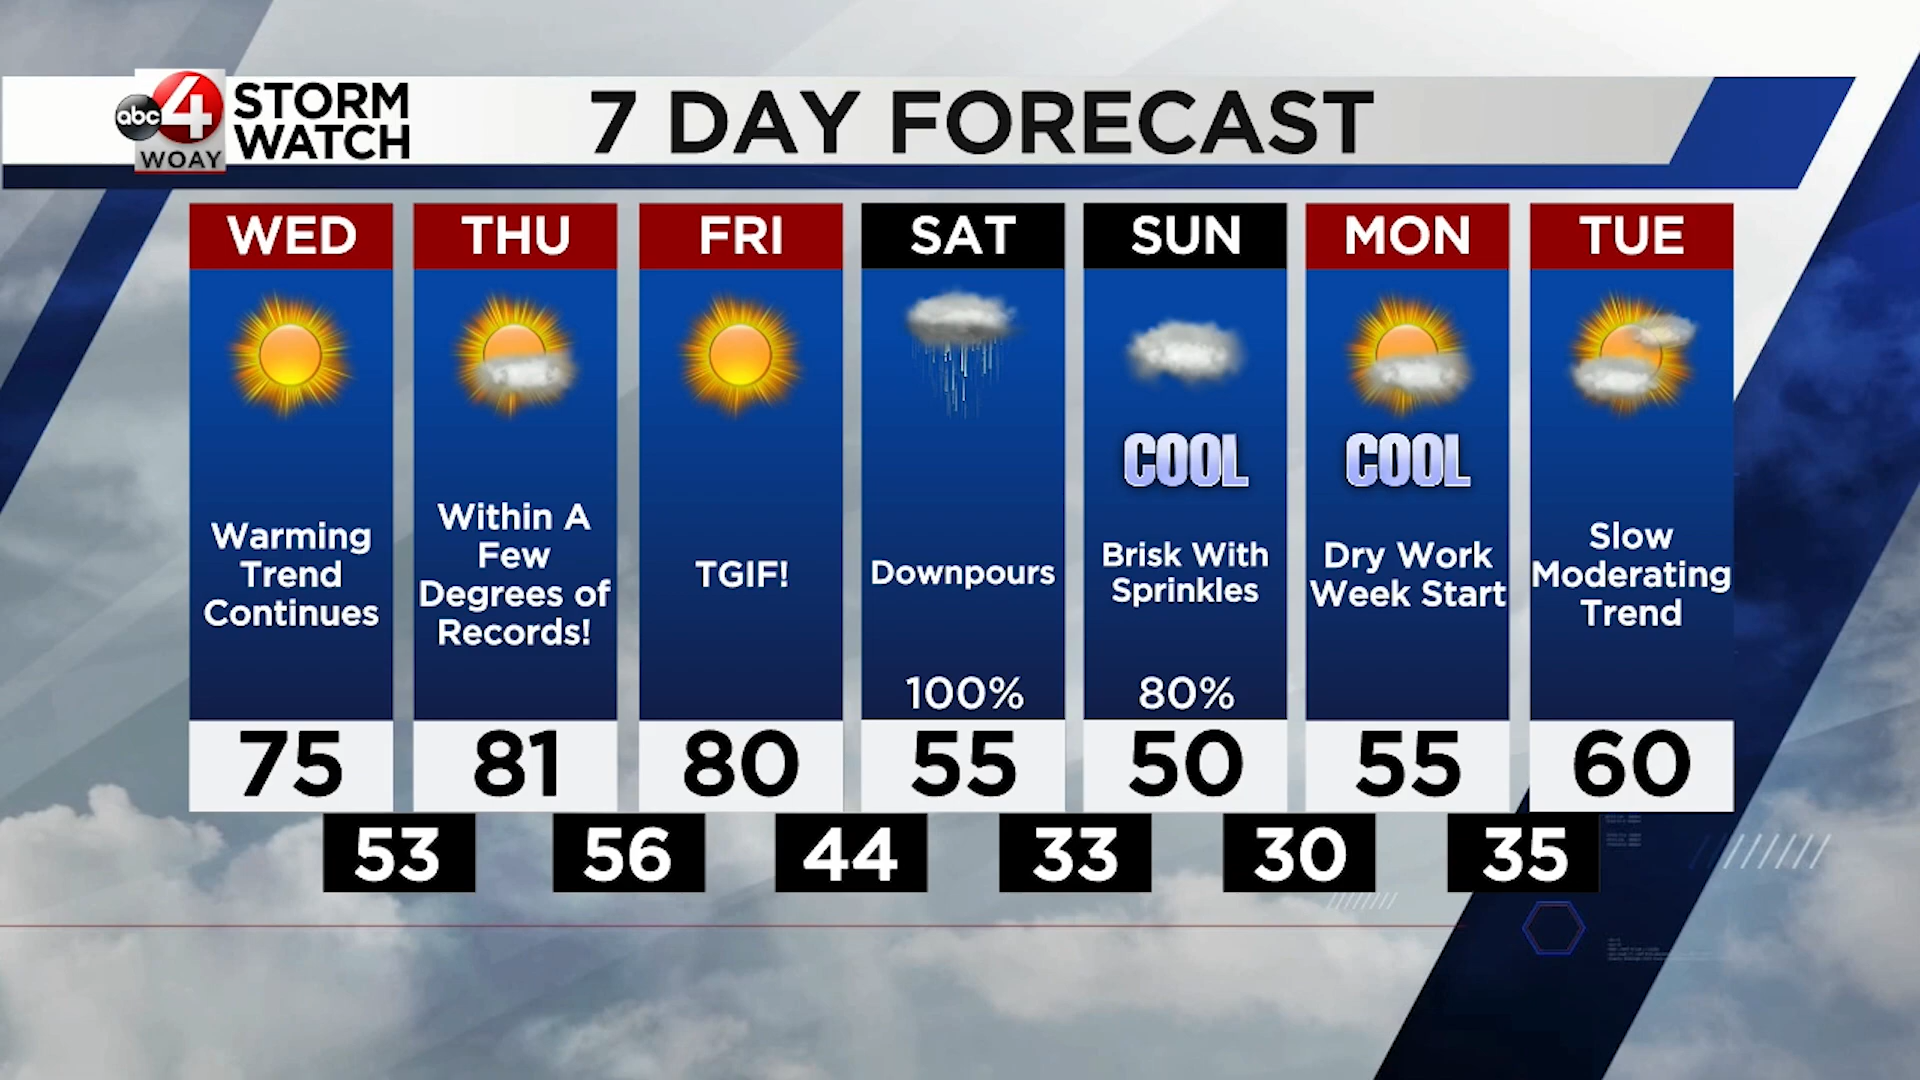 abc 4
WOAY
STORM
WATCH
7 DAY FORECAST
WED
Warming
Trend
Continues
75
THU
Within A
Few
Degrees of
Records!
81
FRI
TGIF!
80
SAT
Downpours
100%
55
SUN
COOL
Brisk With
Sprinkles
80%
50
MON
COOL
Dry Work
Week Start
55
TUE
Slow
Moderating
Trend
60
53
56
44
33
30
35